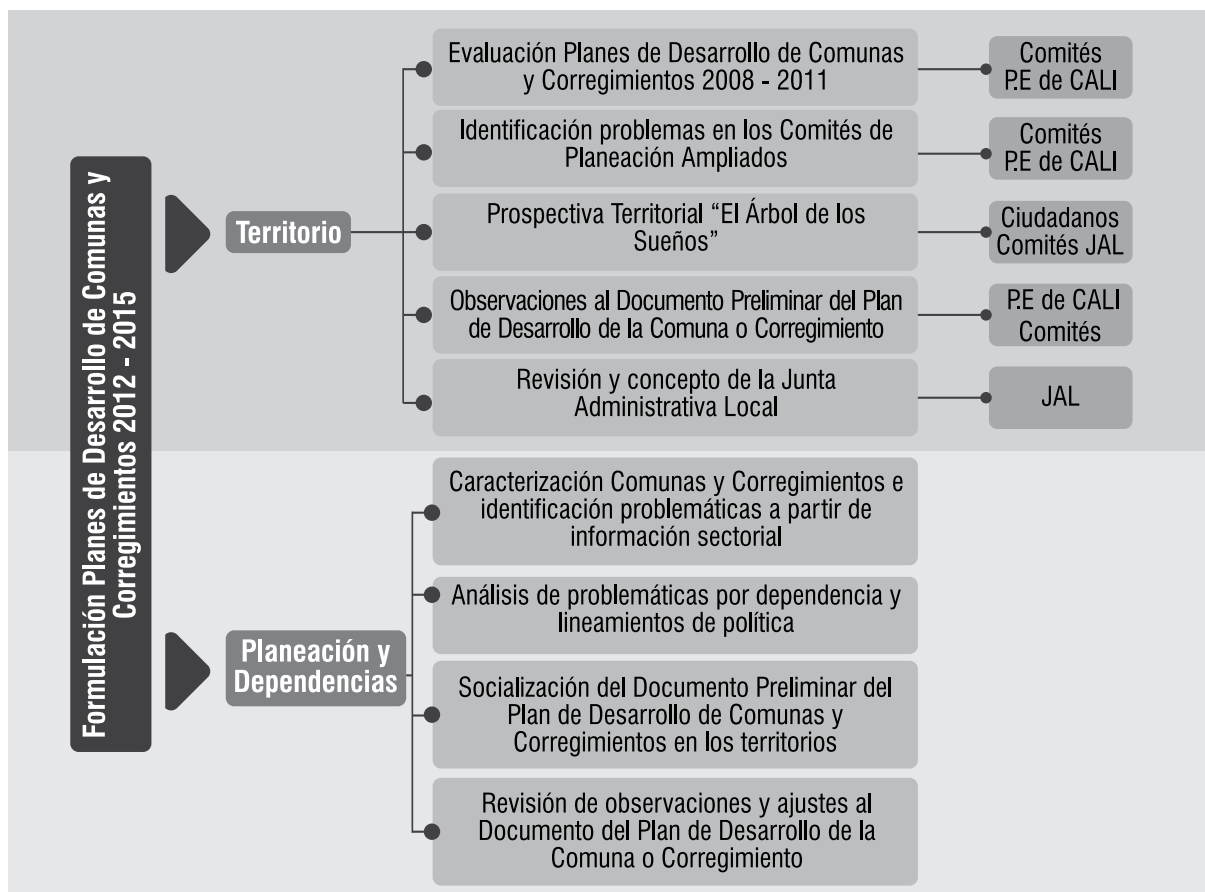 Formulación Planes de Desarrollo de Comunas y
Corregimientos 2012 - 2015
Territorio
Evaluación Planes de Desarrollo de Comunas
y Corregimientos 2008 - 2011
Comités
P.E de CALI
Identificación problemas en los Comités de
Planeación Ampliados
Comités
P.E de CALI
Prospectiva Territorial “El Árbol de los
Sueños”
Ciudadanos
Comités JAL
Observaciones al Documento Preliminar del Plan
de Desarrollo de la Comuna o Corregimiento
P.E de CALI
Comités
Revisión y concepto de la Junta
Administrativa Local
JAL
Planeación y
Dependencias
Caracterización Comunas y Corregimientos e
identificación problemáticas a partir de
información sectorial
Análisis de problemáticas por dependencia y
lineamientos de política
Socialización del Documento Preliminar del
Plan de Desarrollo de Comunas y
Corregimientos en los territorios
Revisión de observaciones y ajustes al
Documento del Plan de Desarrollo de la
Comuna o Corregimiento